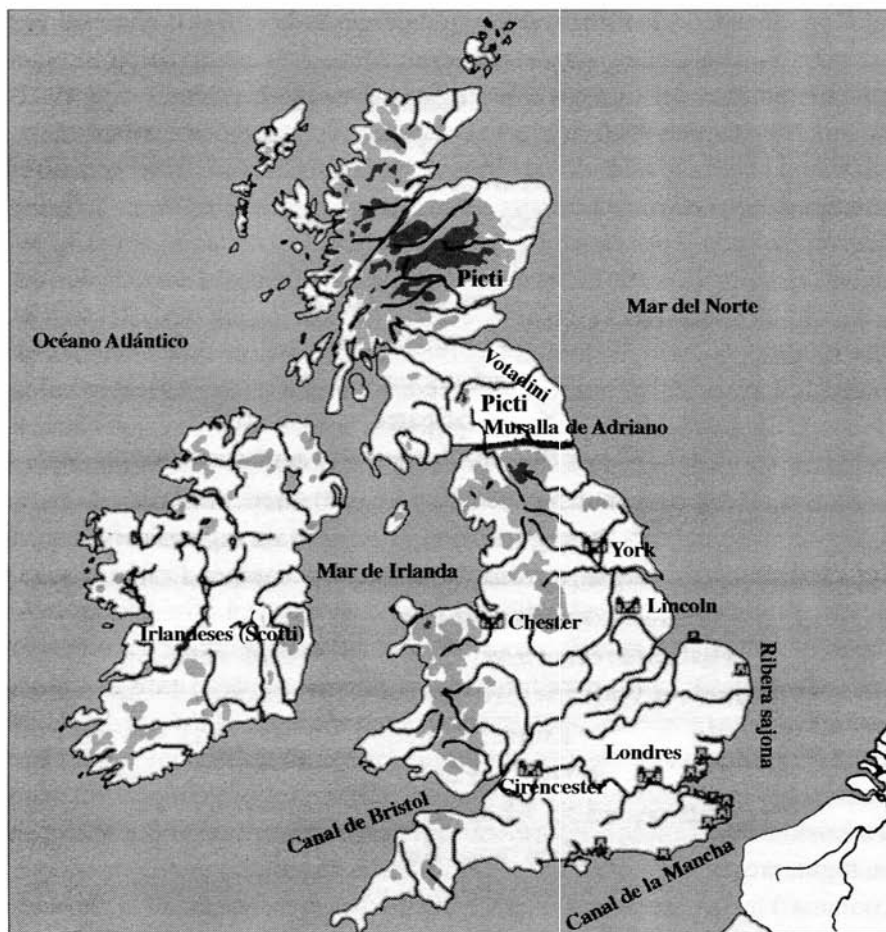 Picti
Mar del Norte
Océano Atlántico
Votadini
Picti
Muralla de Adriano
York
Mar de Irlanda
Lincoln
Chester
Irlandeses (Scotti)
Ribera sajona
Londres
Cirencester
Canal de Bristol
Canal de la Mancha